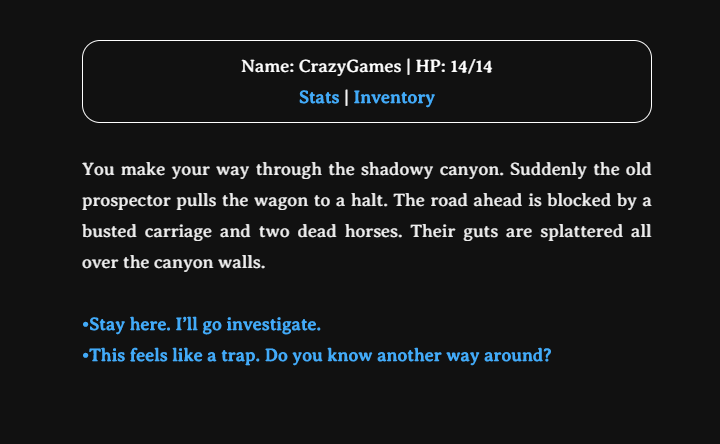 Name: CrazyGames | HP: 14/14
Stats | Inventory
You make your way through the shadowy canyon. Suddenly the old
prospector pulls the wagon to a halt. The road ahead is blocked by a
busted carriage and two dead horses. Their guts are splattered all
over the canyon walls.
•Stay here. I’ll go investigate.
•This feels like a trap. Do you know another way around?